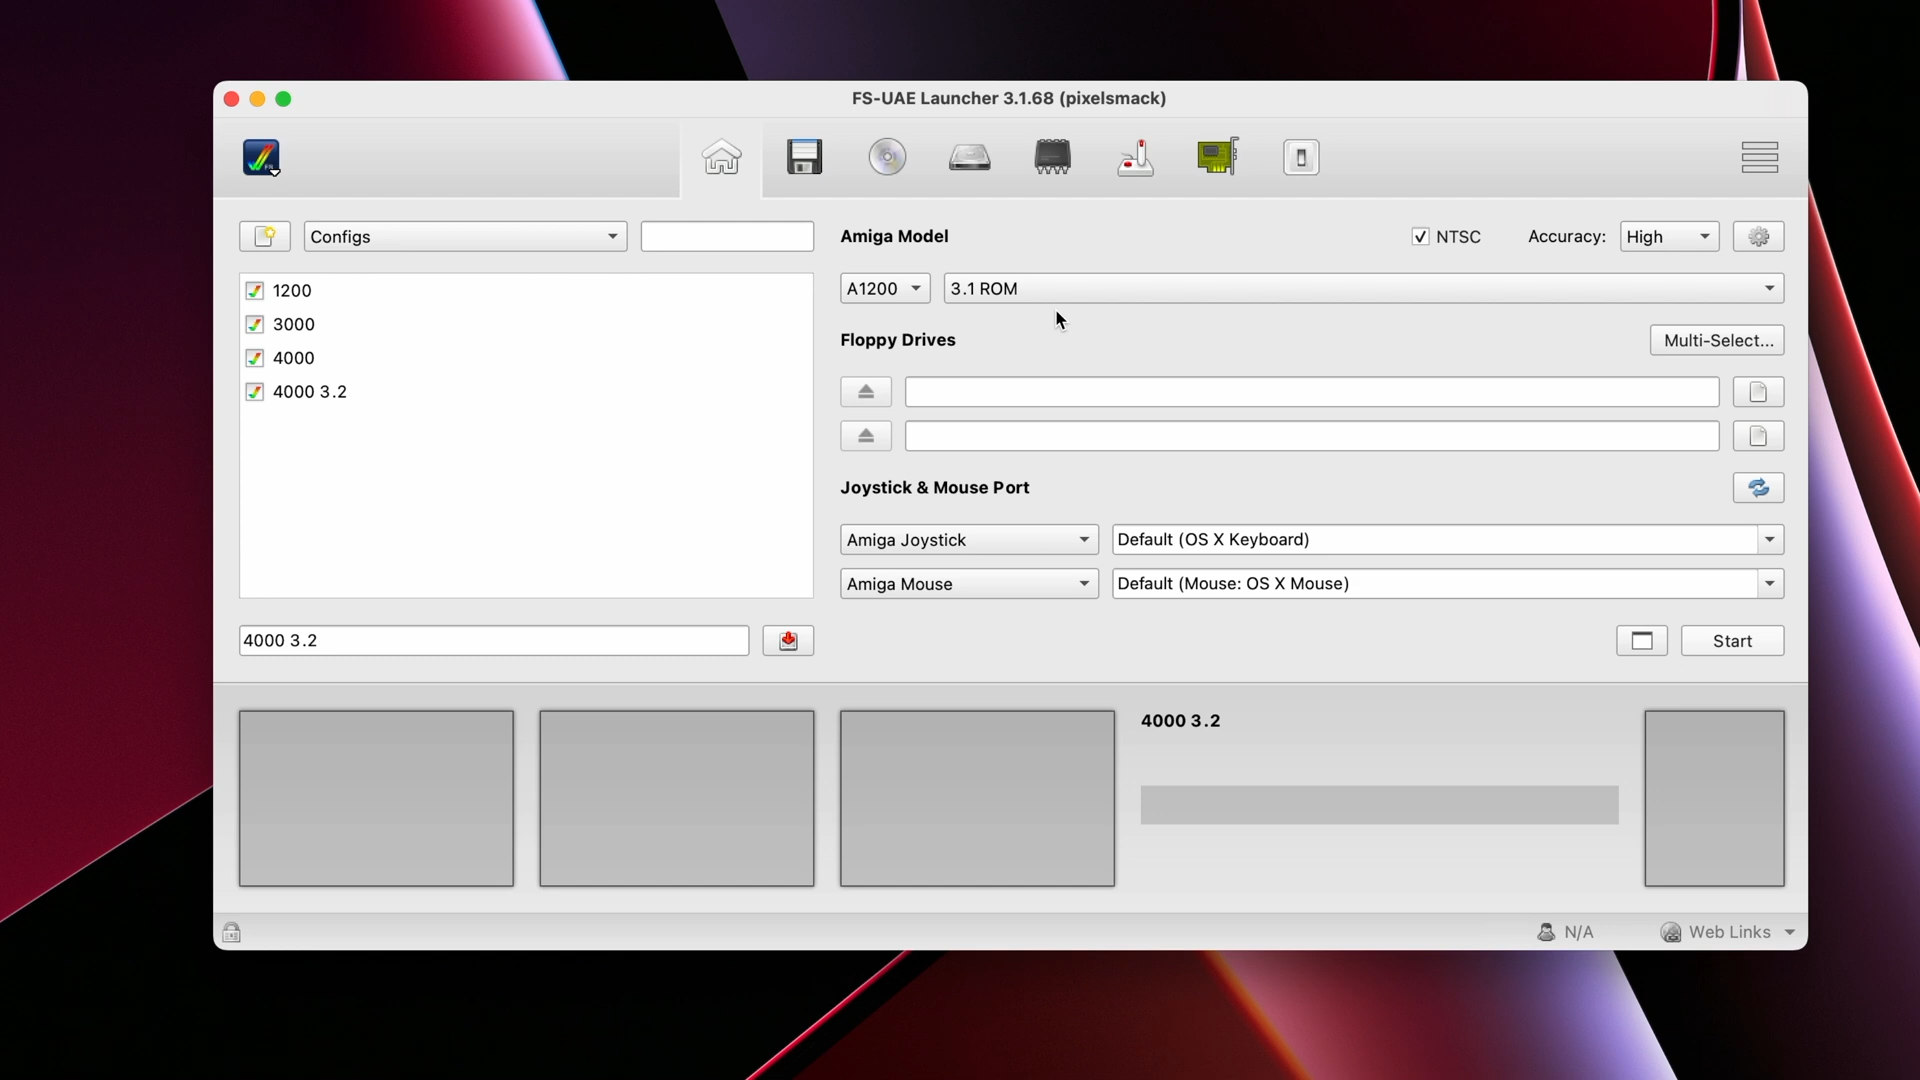 FS-UAE Launcher 3.1.68 (pixelsmack)
Configs
Amiga Model
NTSC
Accuracy:
High
1200
3000
4000
4000 3.2
A1200
3.1 ROM
Floppy Drives
Multi-Select...
Joystick & Mouse Port
Amiga Joystick
Default (OS X Keyboard)
Amiga Mouse
Default (Mouse: OS X Mouse)
4000 3.2
Start
4000 3.2
N/A
Web Links